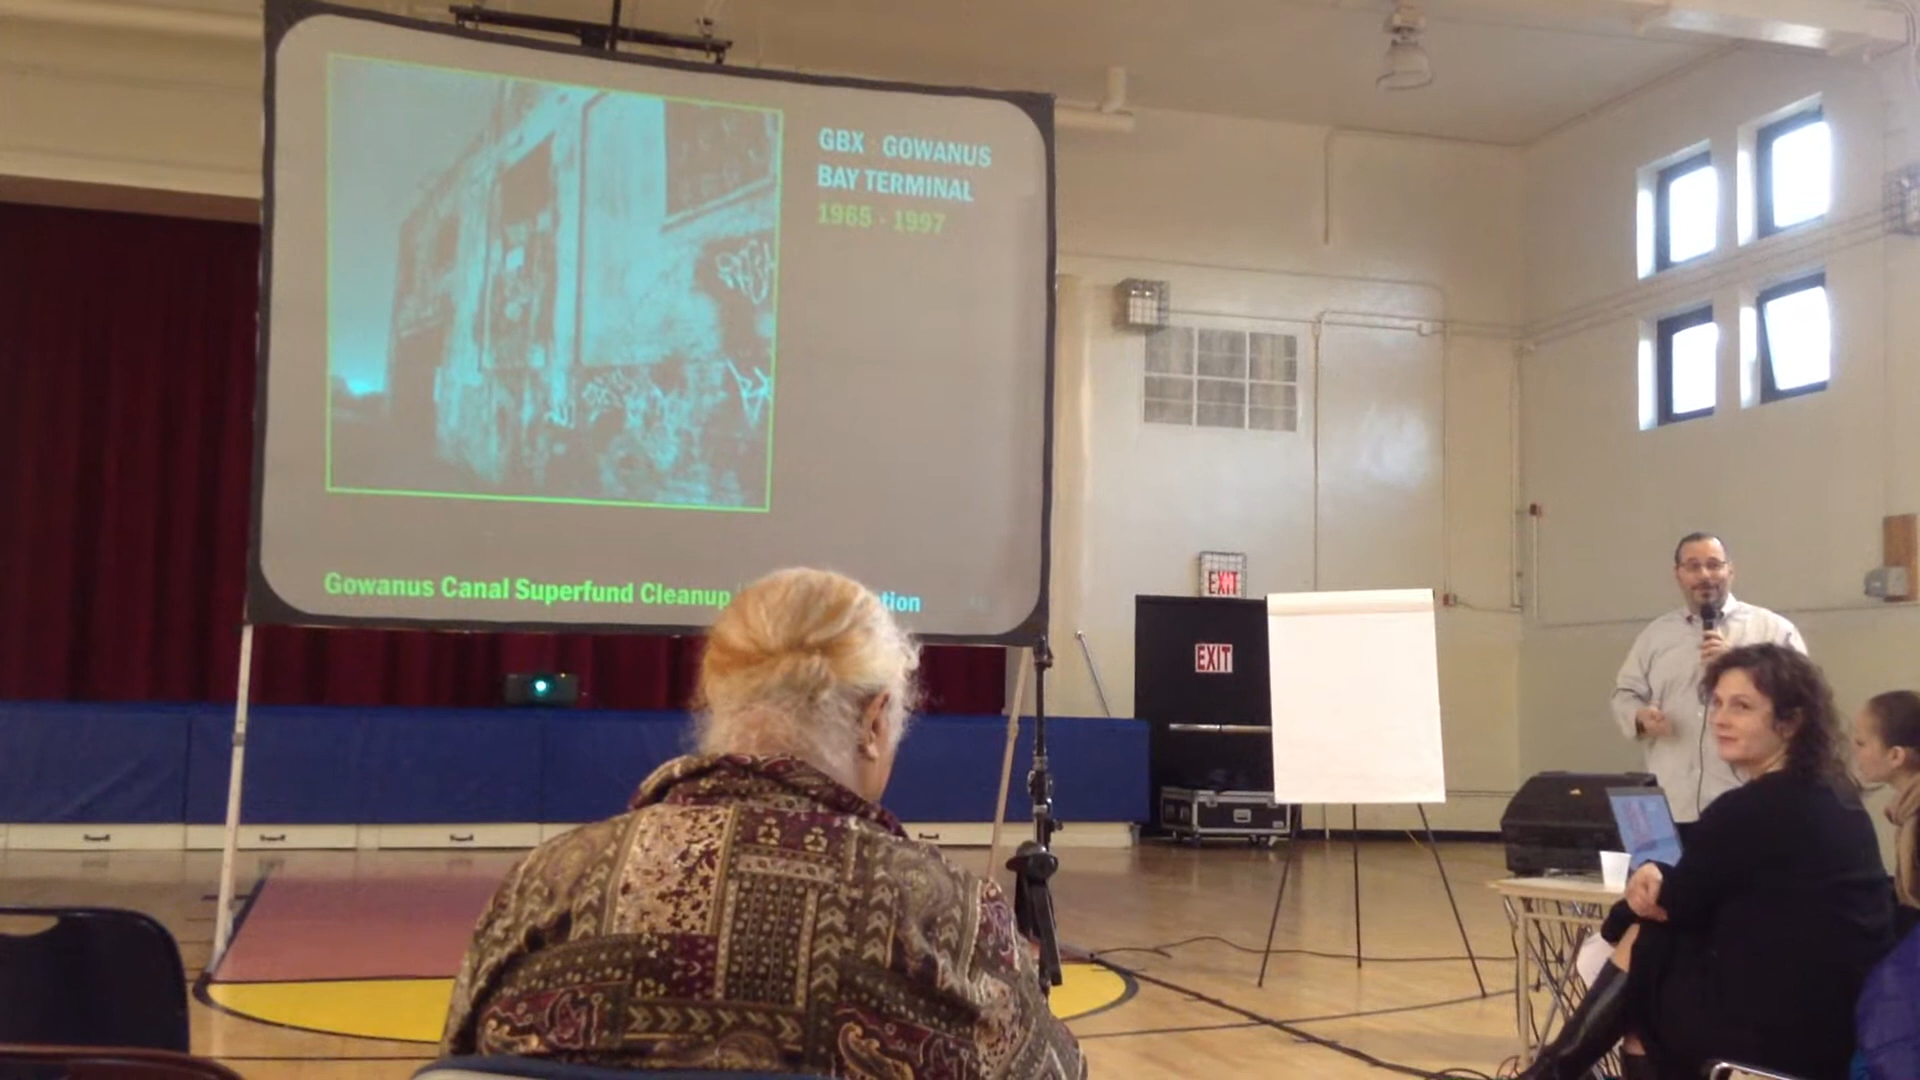 GBX - GOWANUS
BAY TERMINAL
1965 - 1997
Gowanus Canal Superfund Cleanup
EXIT
EXIT